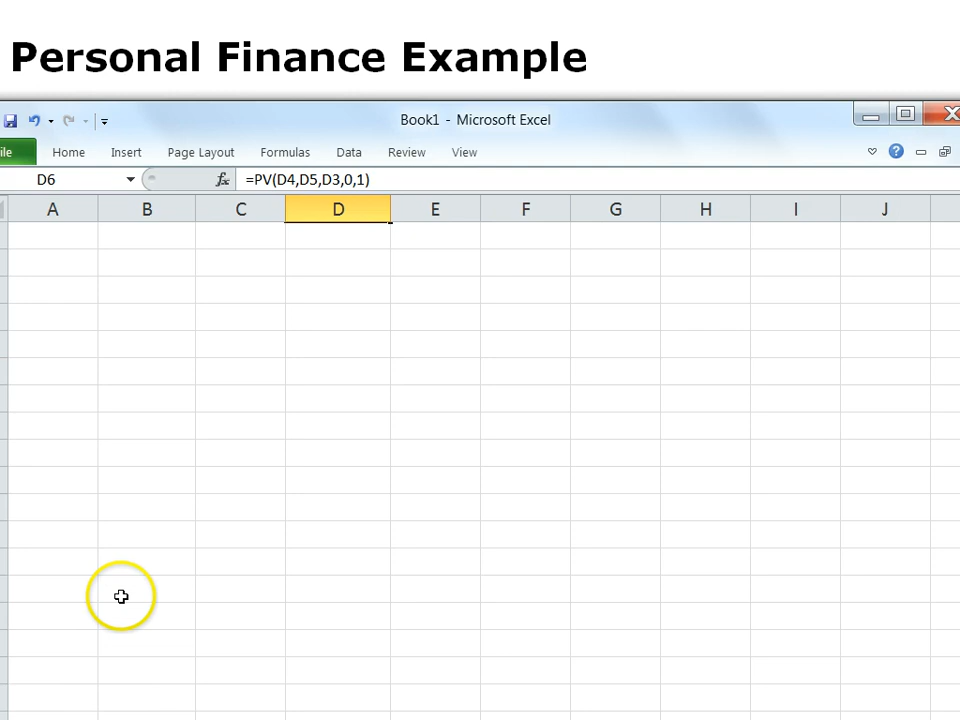 Personal Finance Example
Book1 - Microsoft Excel
ile Home Insert Page Layout Formulas Data Review View
D6 fx =PV(D4,D5,D3,0,1)
A B C D E F G H I J